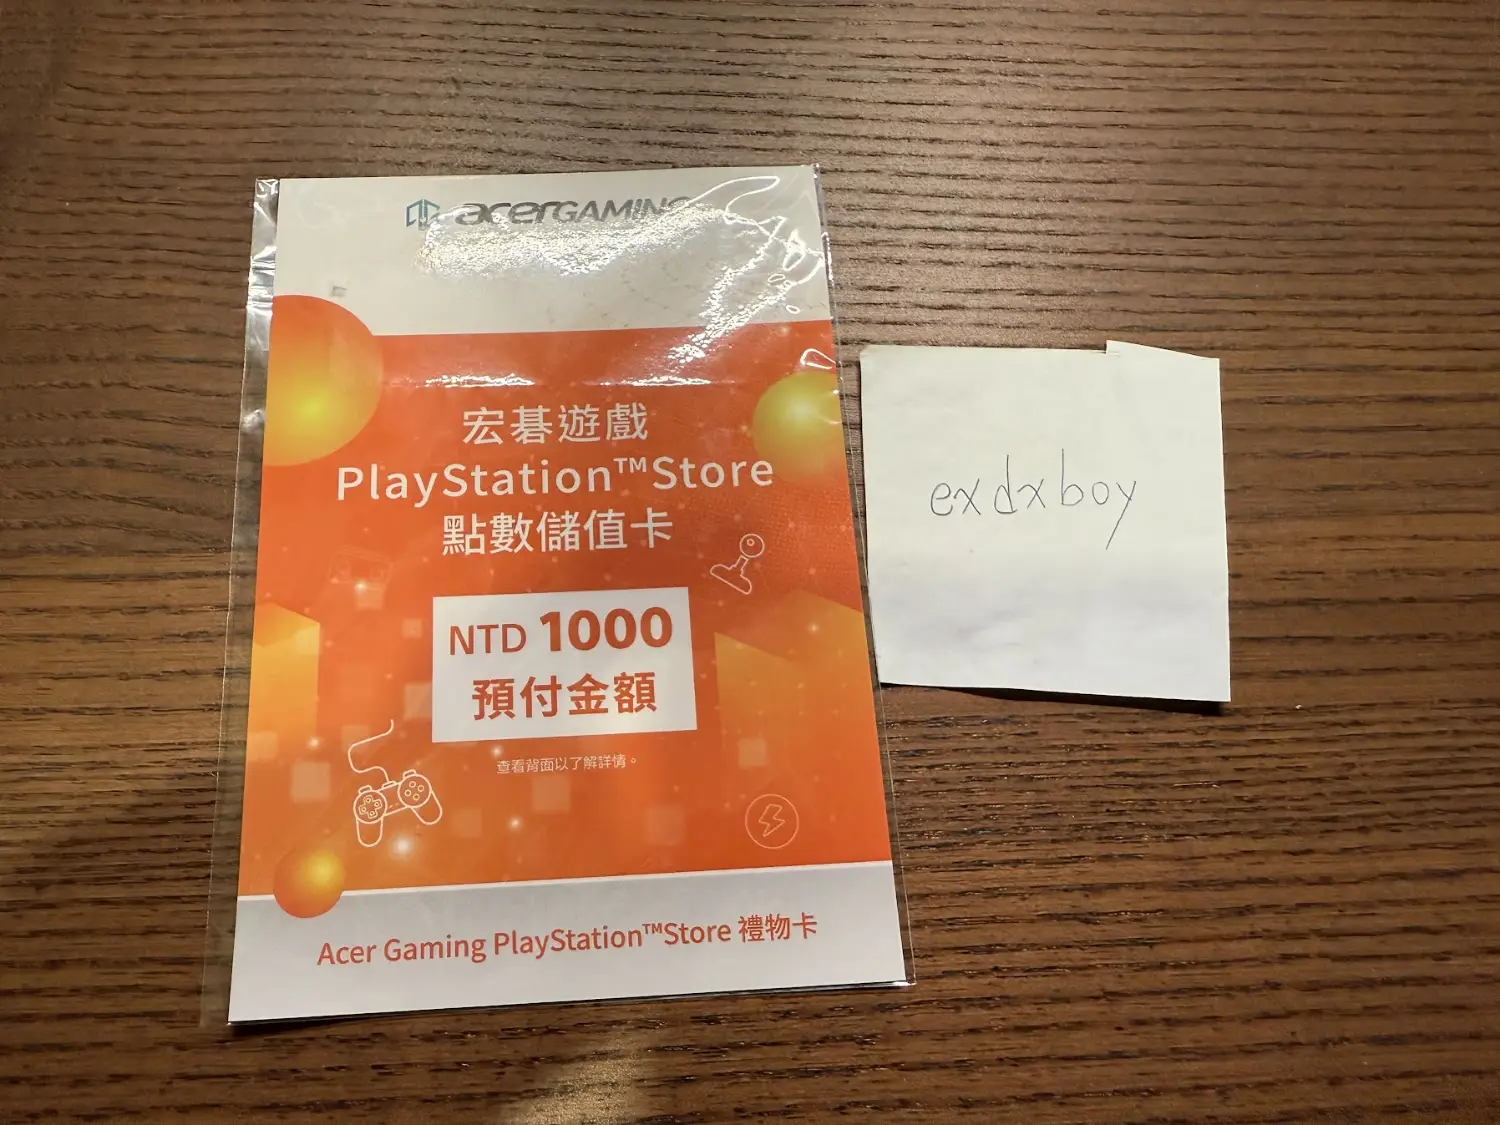 acerGAMING
宏碁遊戲
PlayStation™Store
點數儲值卡
NTD 1000
預付金額
查看背面以了解詳情。
Acer Gaming PlayStation™Store 禮物卡
exdxboy